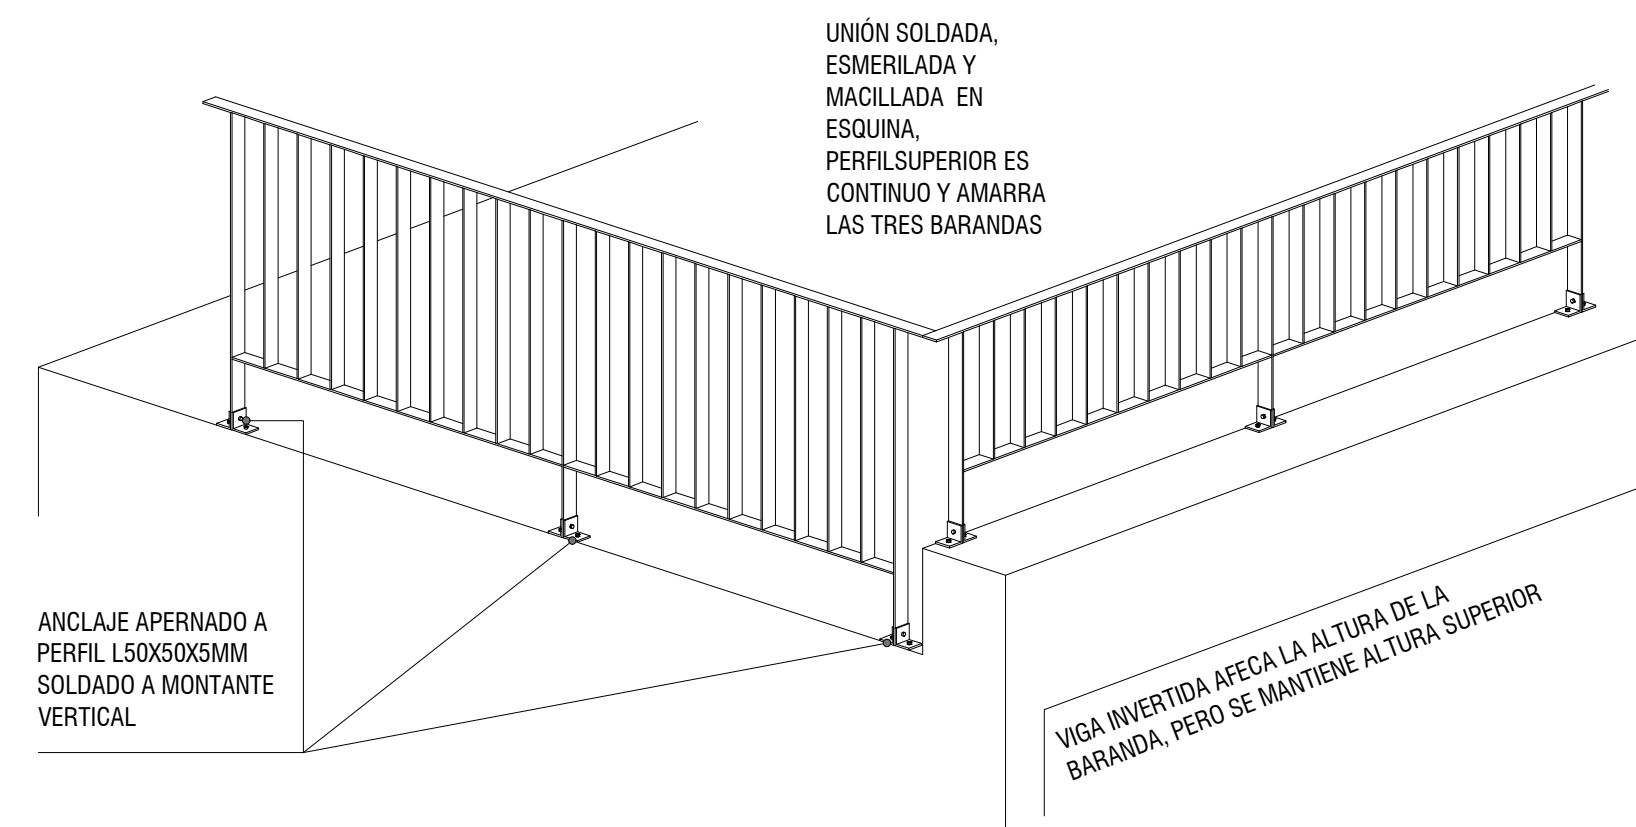 UNIÓN SOLDADA,
ESMERILADA Y
MACILLADA EN
ESQUINA,
PERFILSUPERIOR ES
CONTINUO Y AMARRA
LAS TRES BARANDAS
ANCLAJE APERNADO A
PERFIL L50X50X5MM
SOLDADO A MONTANTE
VERTICAL
VIGA INVERTIDA AFECA LA ALTURA DE LA
BARANDA, PERO SE MANTIENE ALTURA SUPERIOR